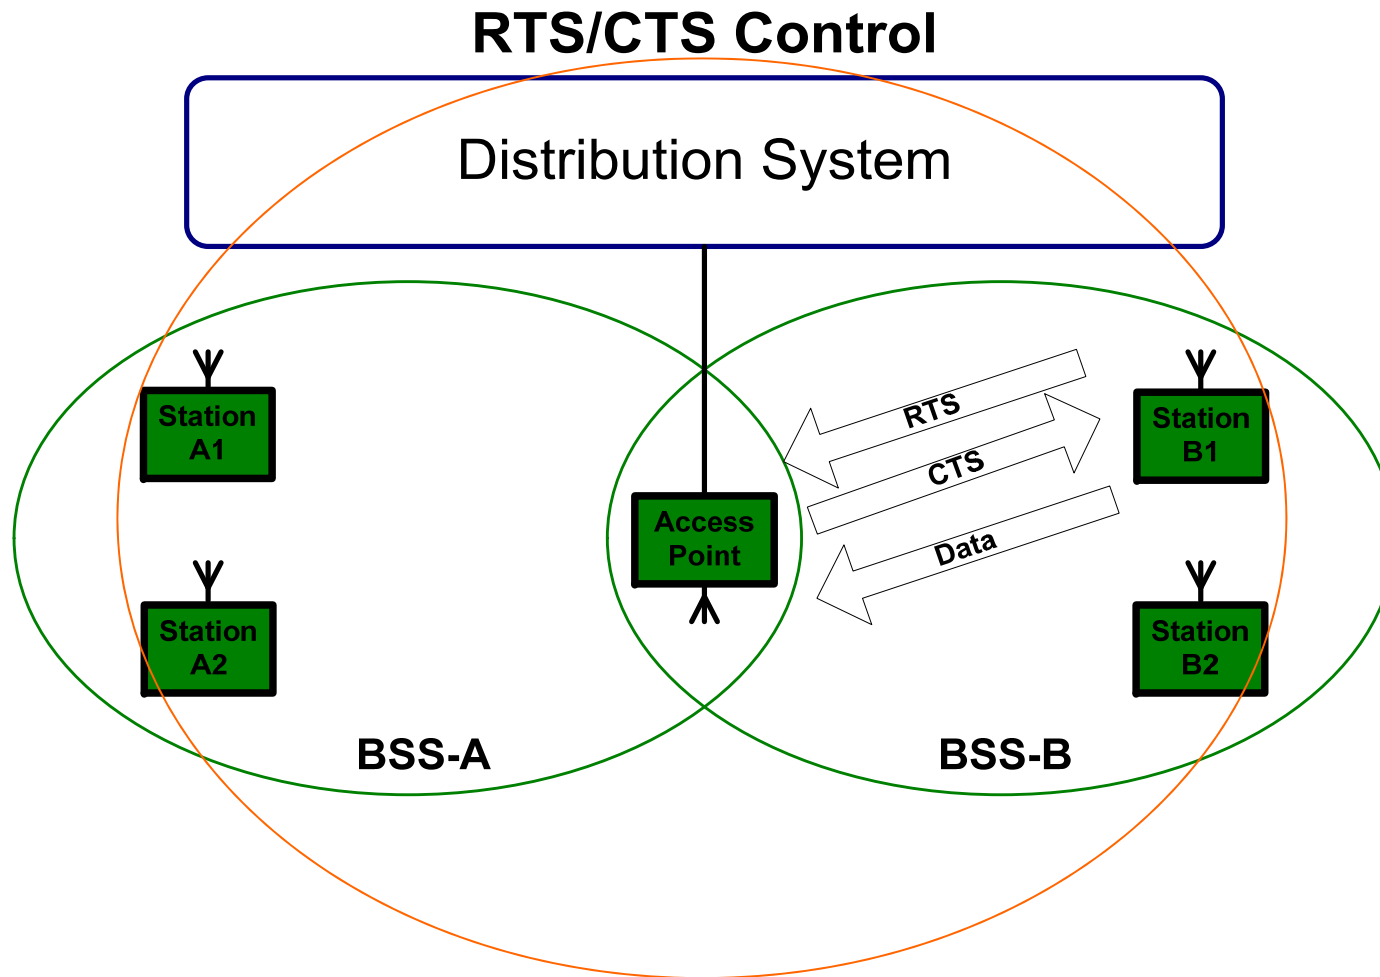 RTS/CTS Control
Distribution System
Station
A1
RTS
CTS
Data
Station
B1
Access
Point
Station
A2
Station
B2
BSS-A
BSS-B